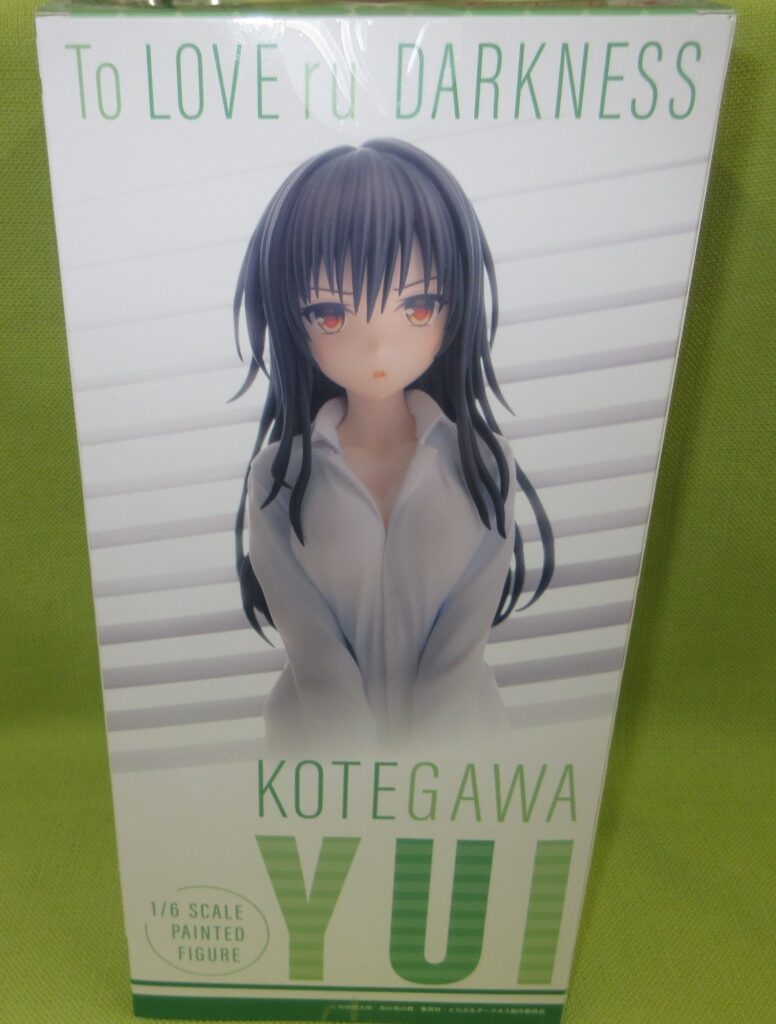 To LOVE ru DARKNESS
KOTEGAWA
YUI
1/6 SCALE
PAINTED
FIGURE